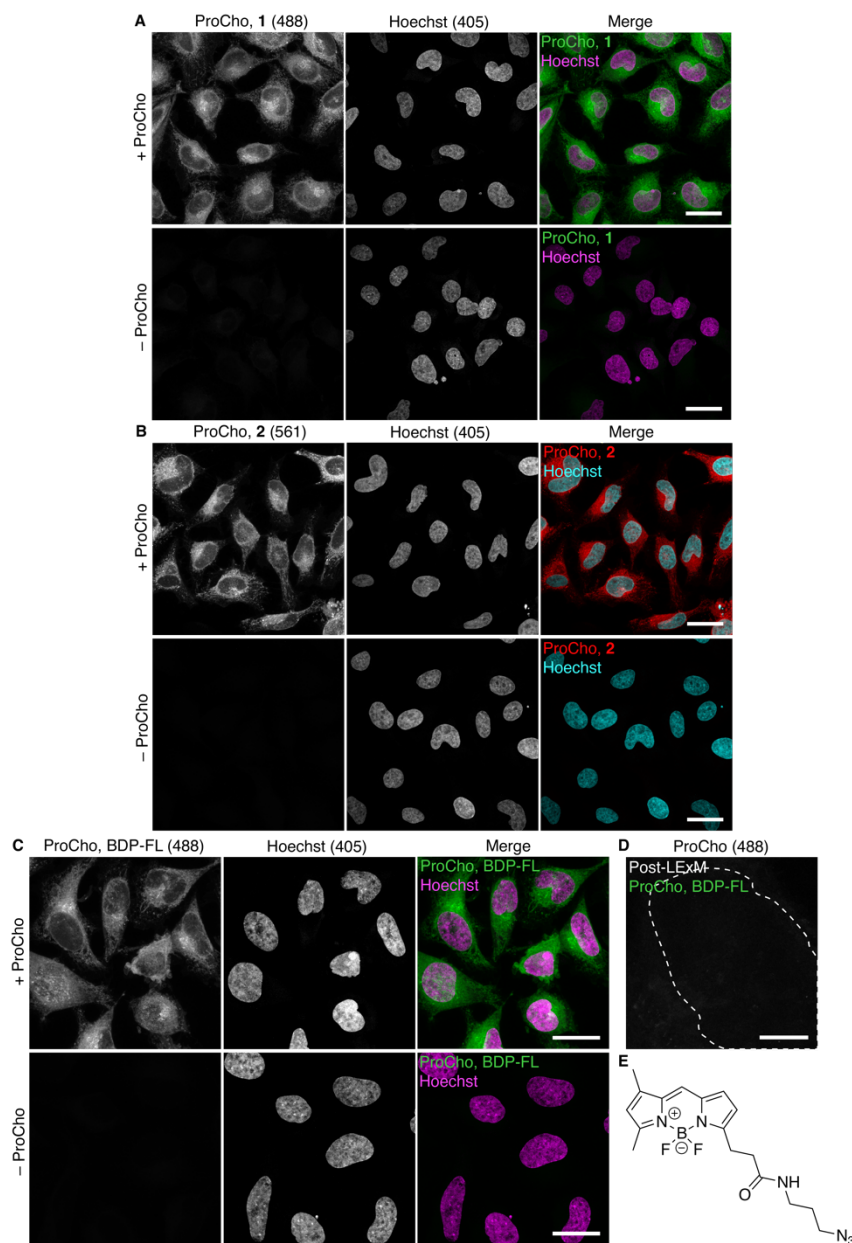 A
ProCho, 1 (488)
Hoechst (405)
Merge
+ ProCho
ProCho, 1
Hoechst
− ProCho
ProCho, 1
Hoechst
B
ProCho, 2 (561)
Hoechst (405)
Merge
+ ProCho
ProCho, 2
Hoechst
− ProCho
ProCho, 2
Hoechst
C
ProCho, BDP-FL (488)
Hoechst (405)
Merge
+ ProCho
ProCho, BDP-FL
Hoechst
− ProCho
ProCho, BDP-FL
Hoechst
D
ProCho (488)
Post-LExM
ProCho, BDP-FL
E
N
+
N
B
F
−
F
O
NH
N3